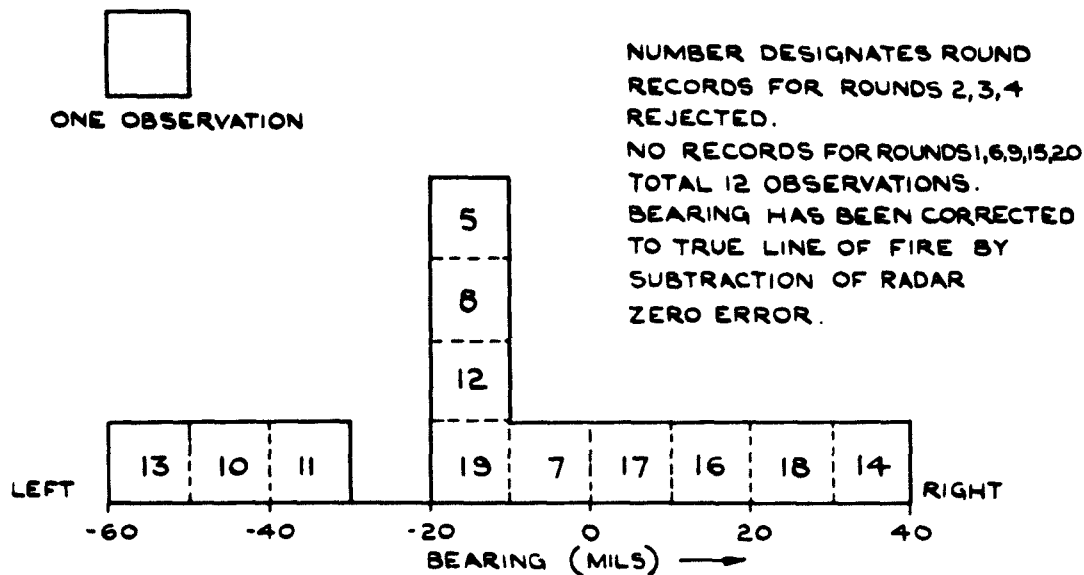 ONE OBSERVATION
NUMBER DESIGNATES ROUND
RECORDS FOR ROUNDS 2,3,4
REJECTED.
NO RECORDS FOR ROUNDS 1,6,9,15,20
TOTAL 12 OBSERVATIONS.
BEARING HAS BEEN CORRECTED
TO TRUE LINE OF FIRE BY
SUBTRACTION OF RADAR
ZERO ERROR.
5
8
12
13 10 11 19 7 17 16 18 14
LEFT RIGHT
-60 -40 -20 0 20 40
BEARING (MILS)